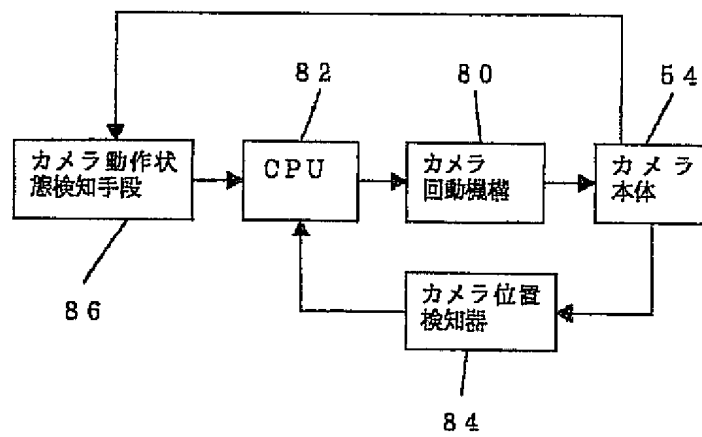 82
80
54
カメラ動作状
態検知手段
CPU
カメラ
回動機構
カメラ
本体
86
カメラ位置
検知器
84